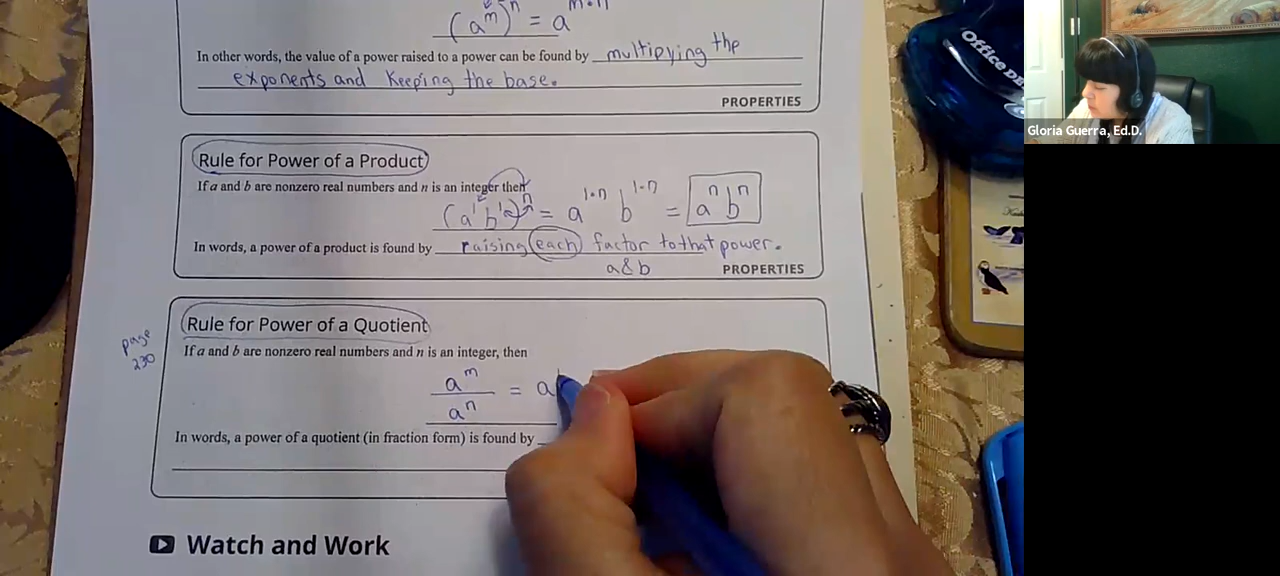 (a^m)^n = a^m·n
In other words, the value of a power raised to a power can be found by multiplying the
exponents and keeping the base.
PROPERTIES
Rule for Power of a Product
If a and b are nonzero real numbers and n is an integer then
(a^1 b^1)^n = a^1·n b^1·n = a^n b^n
In words, a power of a product is found by raising each factor to that power.
a & b
PROPERTIES
page
230
Rule for Power of a Quotient
If a and b are nonzero real numbers and n is an integer, then
a^m / a^n = a
In words, a power of a quotient (in fraction form) is found by
Watch and Work
Office DE
Gloria Guerra, Ed.D.